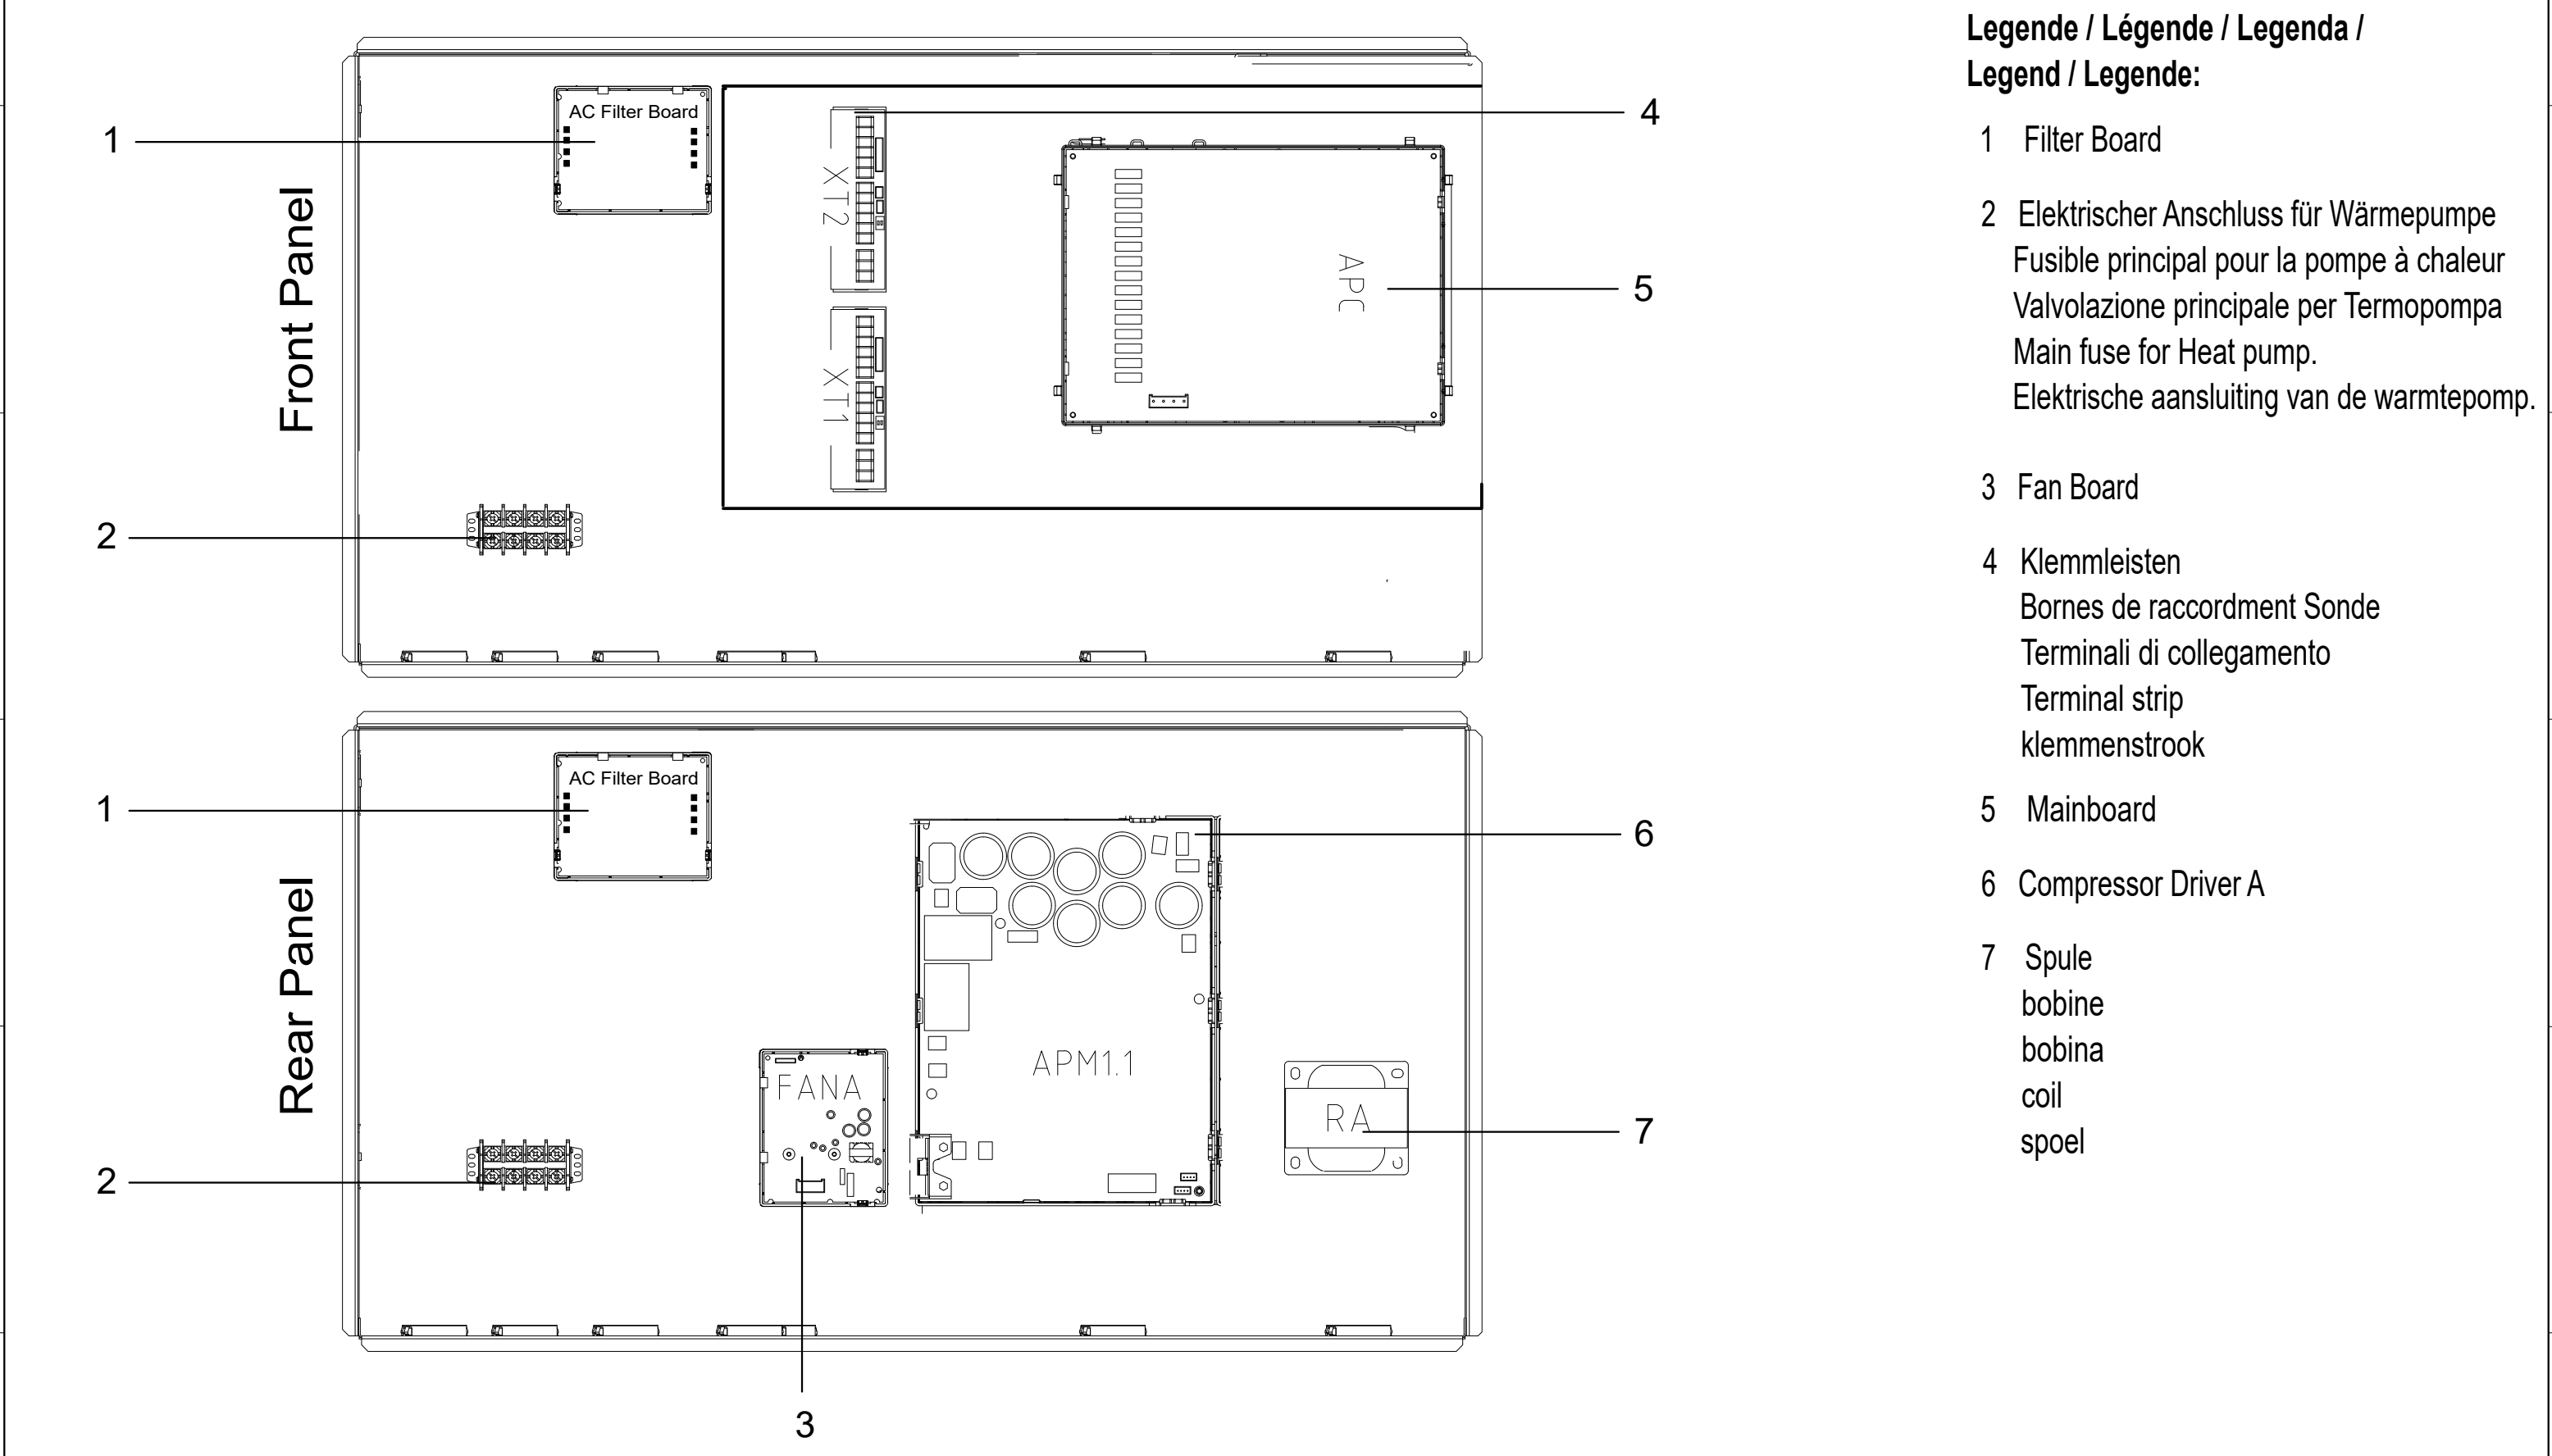 Legende / Légende / Legenda /
Legend / Legende:
1 Filter Board
2 Elektrischer Anschluss für Wärmepumpe
Fusible principal pour la pompe à chaleur
Valvolazione principale per Termopompa
Main fuse for Heat pump.
Elektrische aansluiting van de warmtepomp.
3 Fan Board
4 Klemmleisten
Bornes de raccordment Sonde
Terminali di collegamento
Terminal strip
klemmenstrook
5 Mainboard
6 Compressor Driver A
7 Spule
bobine
bobina
coil
spoel
Front Panel
AC Filter Board
1
2
XT2
XT1
4
APC
5
Rear Panel
AC Filter Board
1
2
FANA
3
APM1.1
6
RA
7